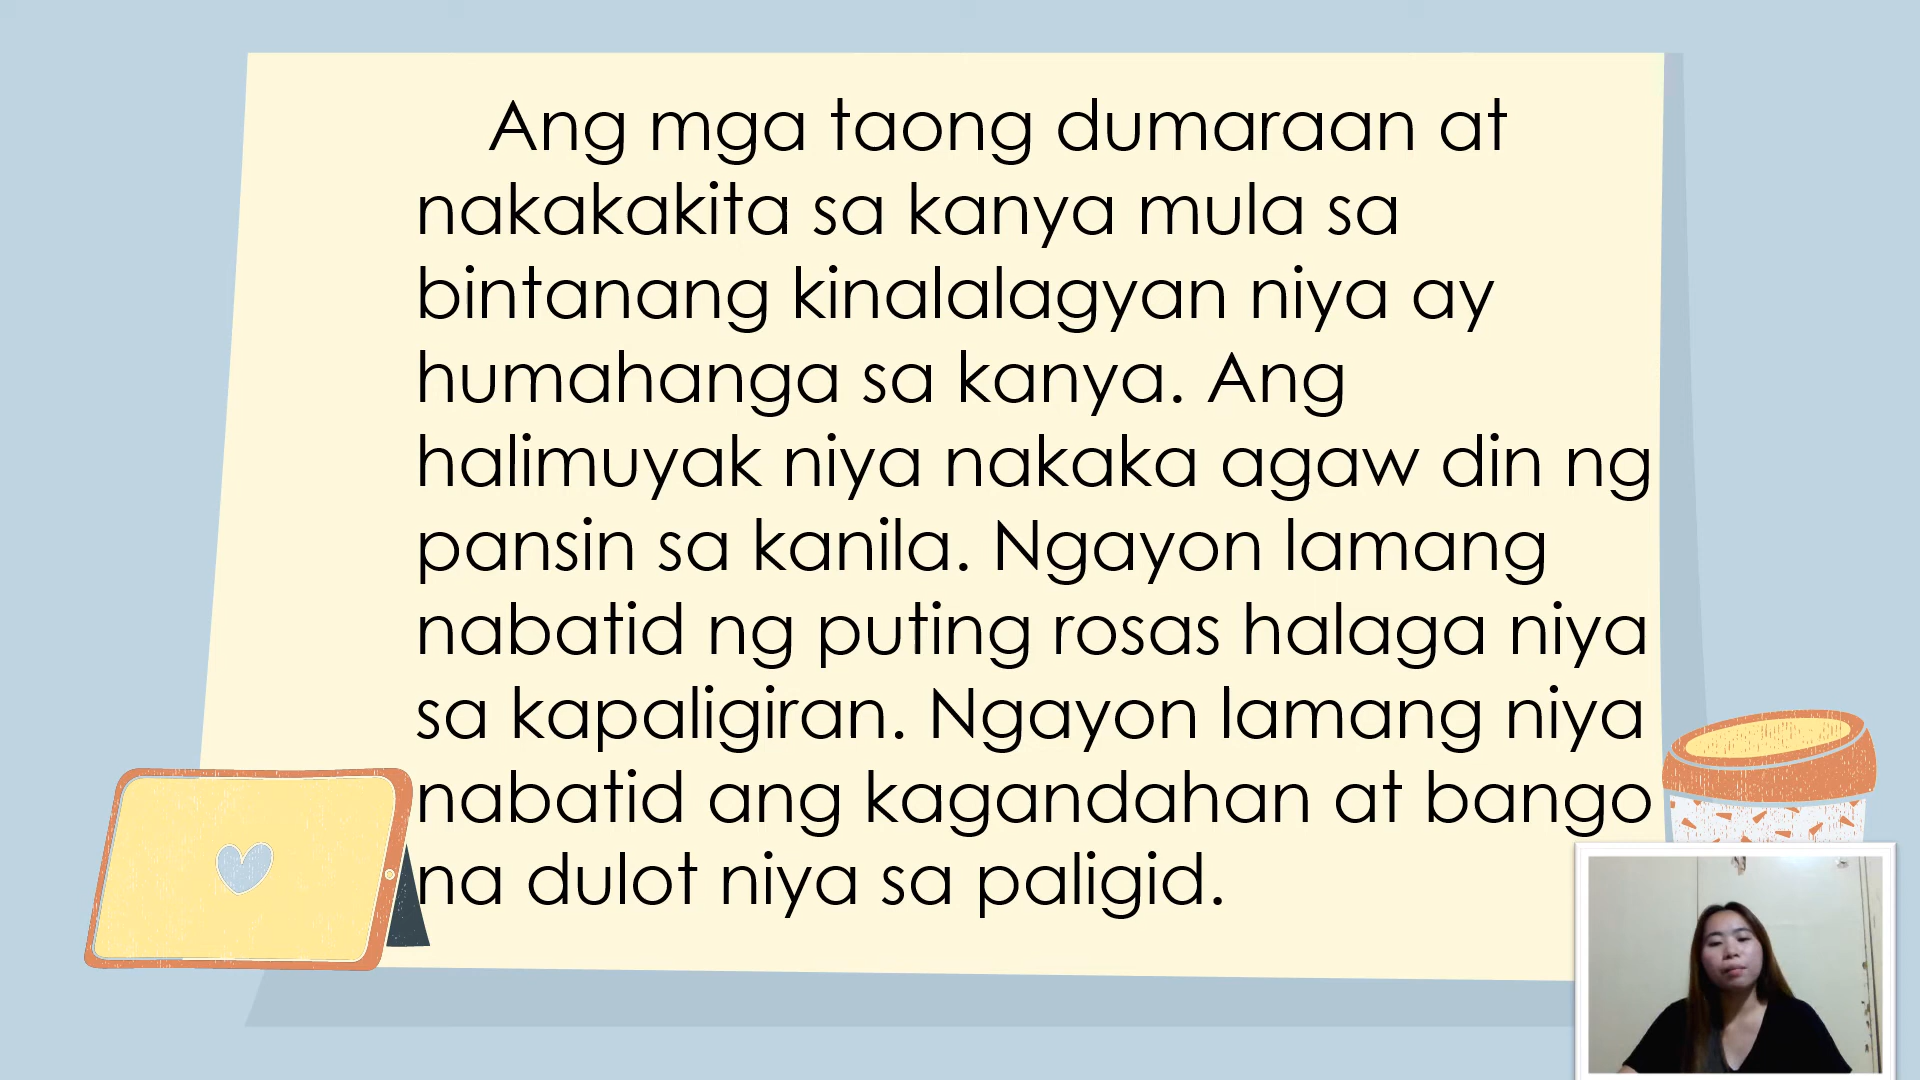 Ang mga taong dumaraan at
nakakakita sa kanya mula sa
bintanang kinalalagyan niya ay
humahanga sa kanya. Ang
halimuyak niya nakaka agaw din ng
pansin sa kanila. Ngayon lamang
nabatid ng puting rosas halaga niya
sa kapaligiran. Ngayon lamang niya
nabatid ang kagandahan at bango
na dulot niya sa paligid.